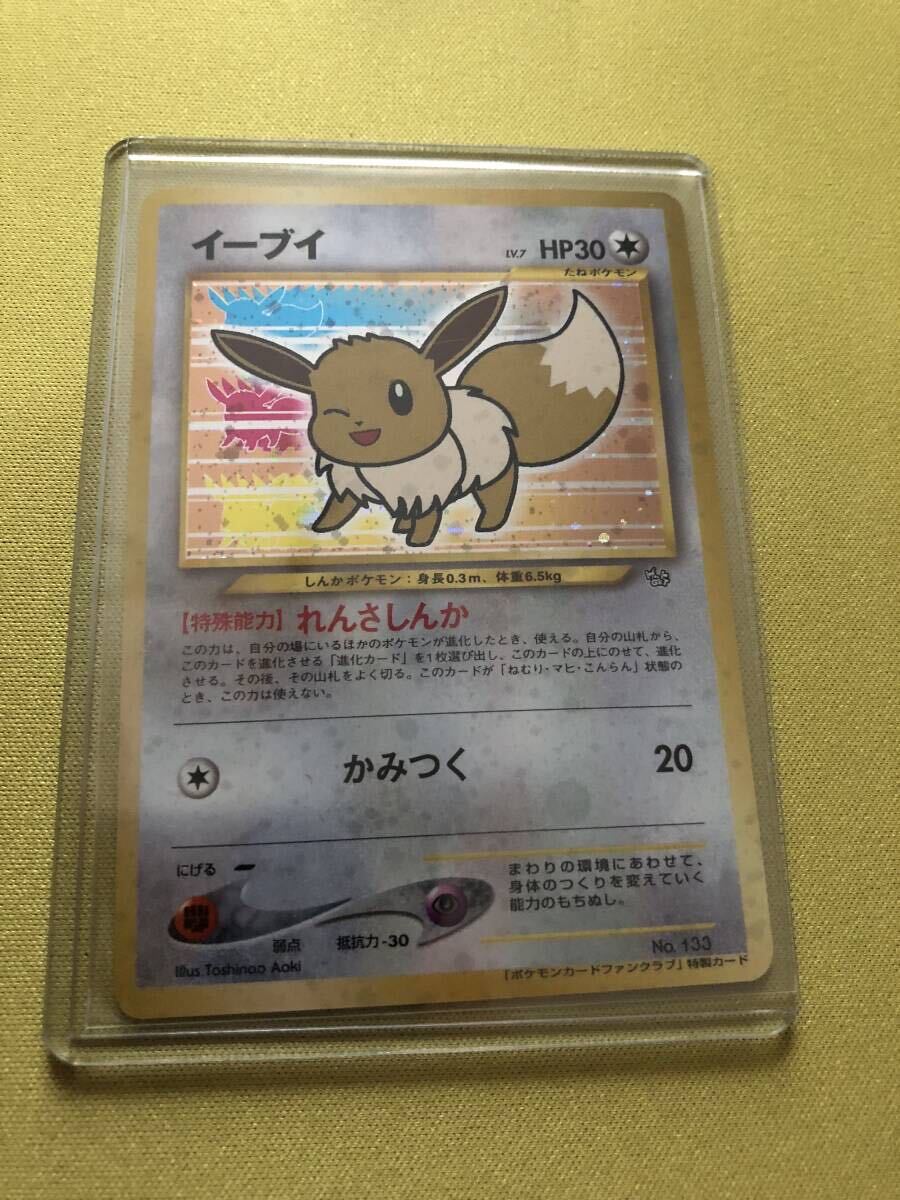 イーブイ LV.7 HP30
たねポケモン
しんかポケモン：身長0.3m、体重6.5kg
【特殊能力】れんさしんか
この力は、自分の場にいるほかのポケモンが進化したとき、使える。自分の山札から、
このカードを進化させる「進化カード」を1枚選び出し。このカードの上にのせて、進化
させる。その後、その山札をよく切る。このカードが「ねむり・マヒ・こんらん」状態の
とき、この力は使えない。
かみつく 20
にげる
まわりの環境にあわせて、
身体のつくりを変えていく
能力のもちぬし。
弱点 抵抗力-30
No. 133
Illus. Toshinao Aoki
「ポケモンカードファンクラブ」特製カード